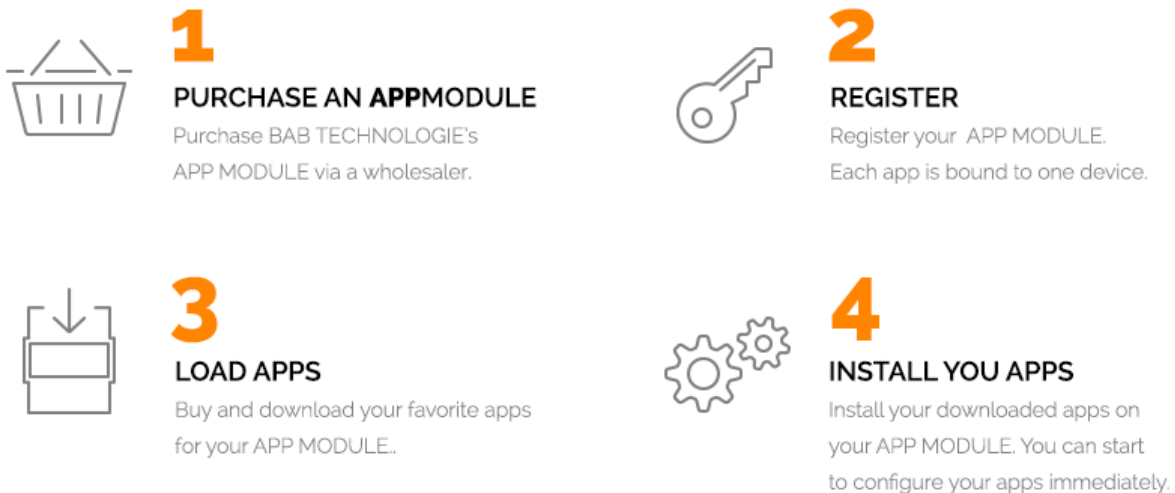 1
PURCHASE AN APPMODULE
Purchase BAB TECHNOLOGIE's
APP MODULE via a wholesaler.
2
REGISTER
Register your APP MODULE.
Each app is bound to one device.
3
LOAD APPS
Buy and download your favorite apps
for your APP MODULE..
4
INSTALL YOU APPS
Install your downloaded apps on
your APP MODULE. You can start
to configure your apps immediately.